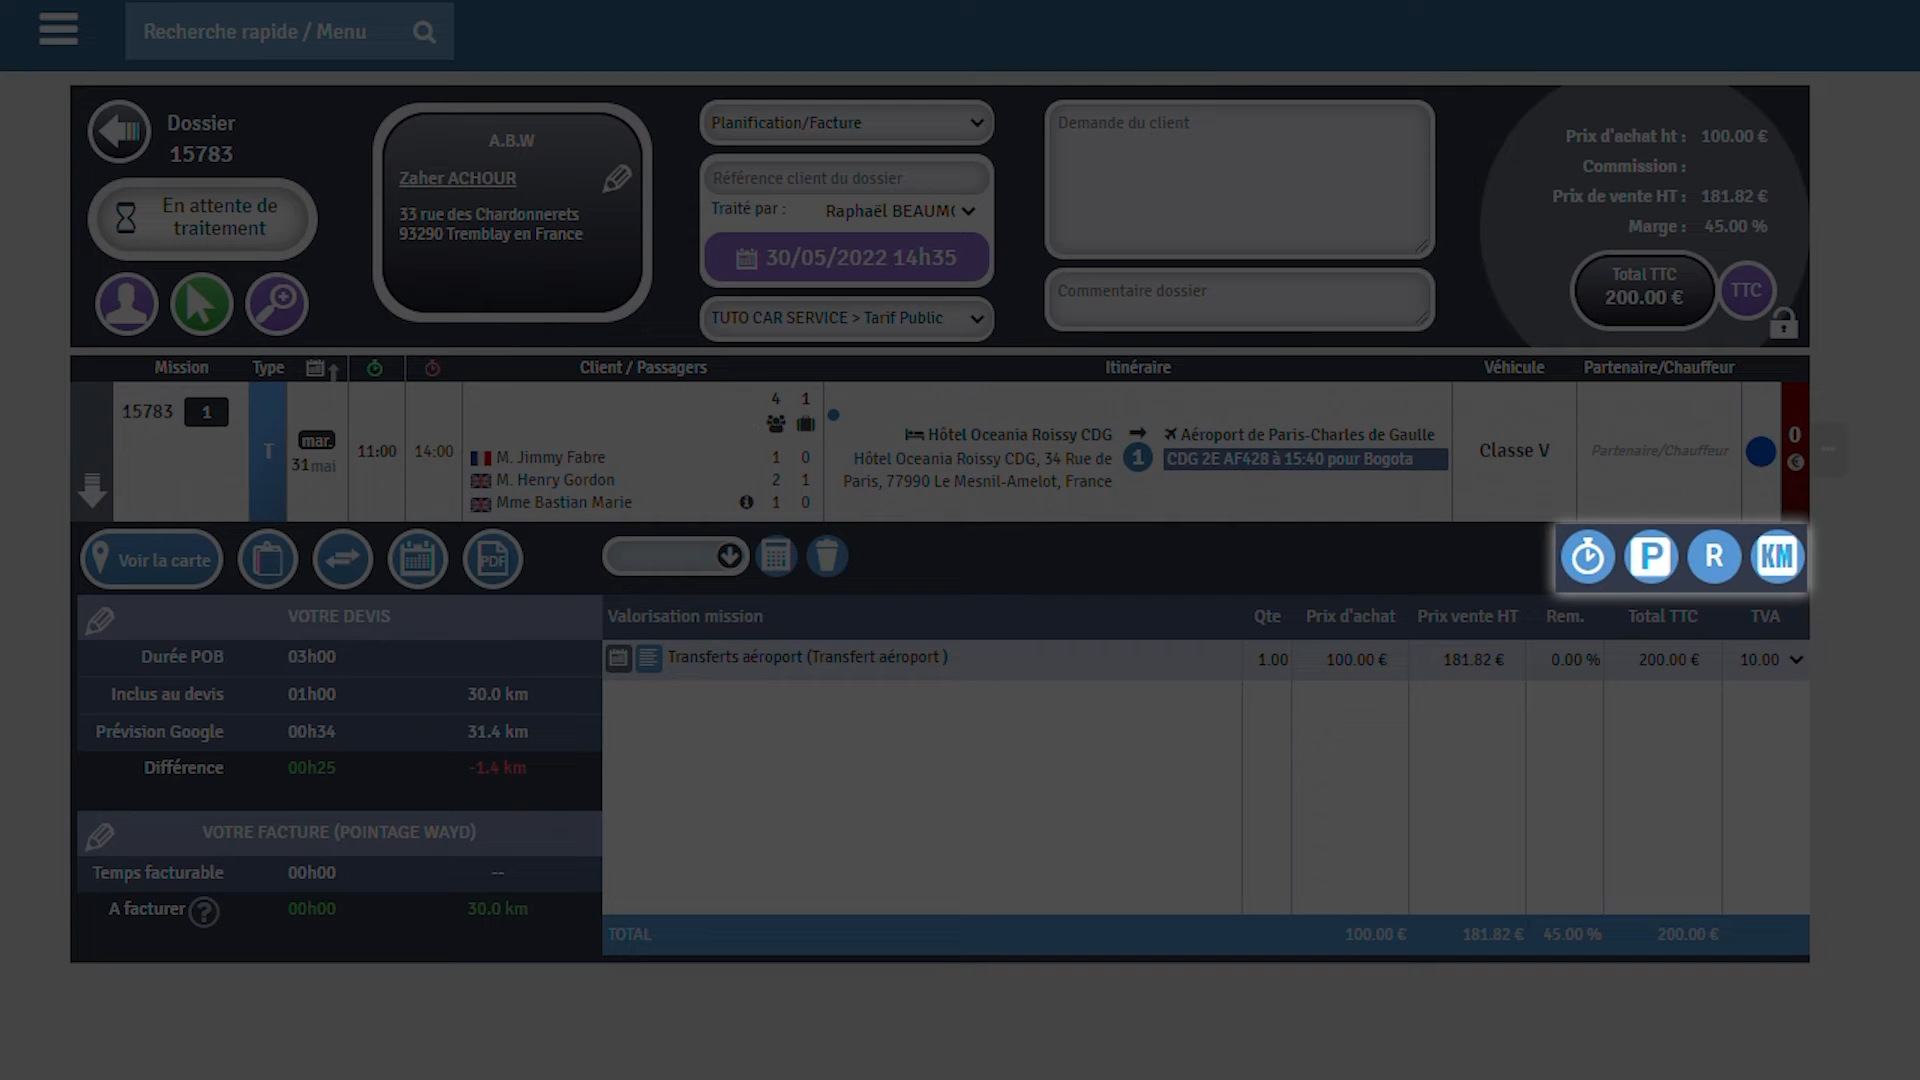 Recherche rapide / Menu
Dossier
15783
En attente de
traitement
A.B.W
Zaher ACHOUR
33 rue des Chardonnerets
93290 Tremblay en France
Planification/Facture
Référence client du dossier
Traité par : Raphaël BEAUM
30/05/2022 14h35
TUTO CAR SERVICE > Tarif Public
Demande du client
Commentaire dossier
Prix d'achat ht : 100.00 €
Commission :
Prix de vente HT : 181.82 €
Marge : 45.00 %
Total TTC
200.00 €
TTC
Mission Type Client / Passagers Itinéraire Véhicule Partenaire/Chauffeur
15783 1
T
mar.
31 mai
11:00 14:00
4 1
M. Jimmy Fabre 1 0
M. Henry Gordon 2 1
Mme Bastian Marie 1 0
Hôtel Oceania Roissy CDG
Hôtel Oceania Roissy CDG, 34 Rue de
Paris, 77990 Le Mesnil-Amelot, France
1
Aéroport de Paris-Charles de Gaulle
CDG 2E AF428 à 15:40 pour Bogota
Classe V
Partenaire/Chauffeur
0
€
Voir la carte
PDF
P R KM
VOTRE DEVIS
Durée POB 03h00
Inclus au devis 01h00 30.0 km
Prévision Google 00h34 31.4 km
Différence 00h25 -1.4 km
VOTRE FACTURE (POINTAGE WAYD)
Temps facturable 00h00 --
A facturer ? 00h00 30.0 km
Valorisation mission Qte Prix d'achat Prix vente HT Rem. Total TTC TVA
Transferts aéroport (Transfert aéroport ) 1.00 100.00 € 181.82 € 0.00 % 200.00 € 10.00
TOTAL 100.00 € 181.82 € 45.00 % 200.00 €